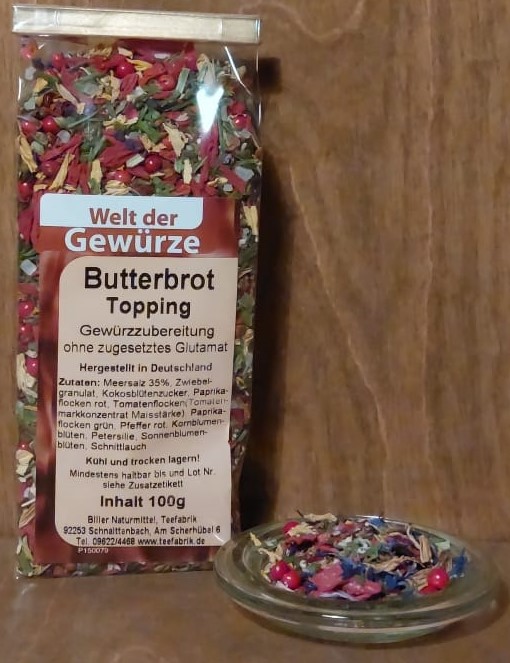 Welt der
Gewürze
Butterbrot
Topping
Gewürzzubereitung
ohne zugesetztes Glutamat
Hergestellt in Deutschland
Zutaten: Meersalz 35%, Zwiebel-
granulat, Kokosblütenzucker, Paprika-
flocken rot, Tomatenflocken(Tomaten-
markkonzentrat Maisstärke), Paprika-
flocken grün, Pfeffer rot, Kornblumen-
blüten, Petersilie, Sonnenblumen-
blüten, Schnittlauch
Kühl und trocken lagern!
Mindestens haltbar bis und Lot Nr.
siehe Zusatzetikett
Inhalt 100g
Biller Naturmittel, Teefabrik
92253 Schnaittenbach, Am Scherhübel 6
Tel. 09622/4468 www.teefabrik.de
P150079